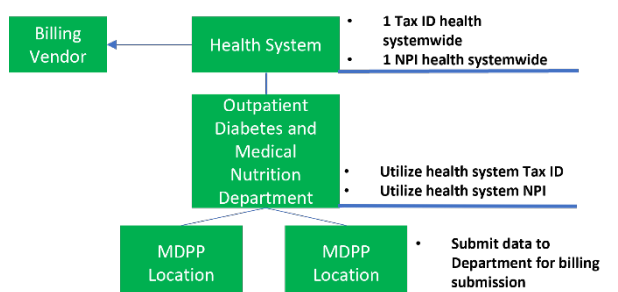 Billing
Vendor
Health System
• 1 Tax ID health
systemwide
• 1 NPI health systemwide
Outpatient
Diabetes and
Medical
Nutrition
Department
• Utilize health system Tax ID
• Utilize health system NPI
MDPP
Location
MDPP
Location
• Submit data to
Department for billing
submission